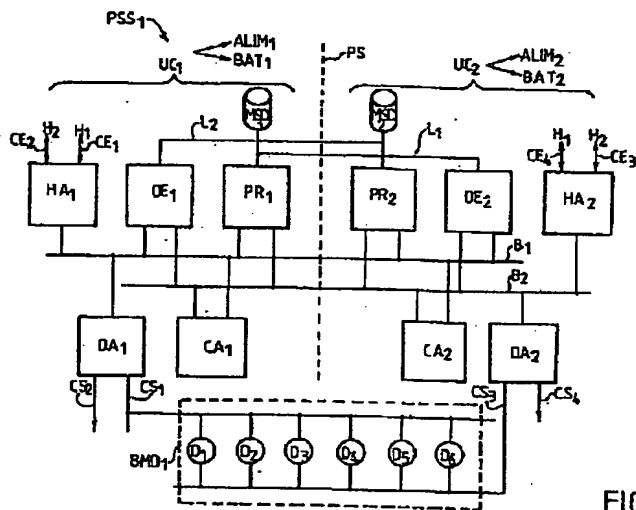 PSS1
ALIM1
UC1
BAT1
PS
ALIM2
UC2
BAT2
MSD1
MSD2
L2
L1
H2
H1
CE2
CE1
H1
H2
CE4
CE3
HA1
DE1
PR1
PR2
DE2
HA2
B1
B2
DA1
CA1
CA2
DA2
CS2
CS1
CS3
CS4
BMD1
D1
D2
D3
D4
D5
D6
FIG